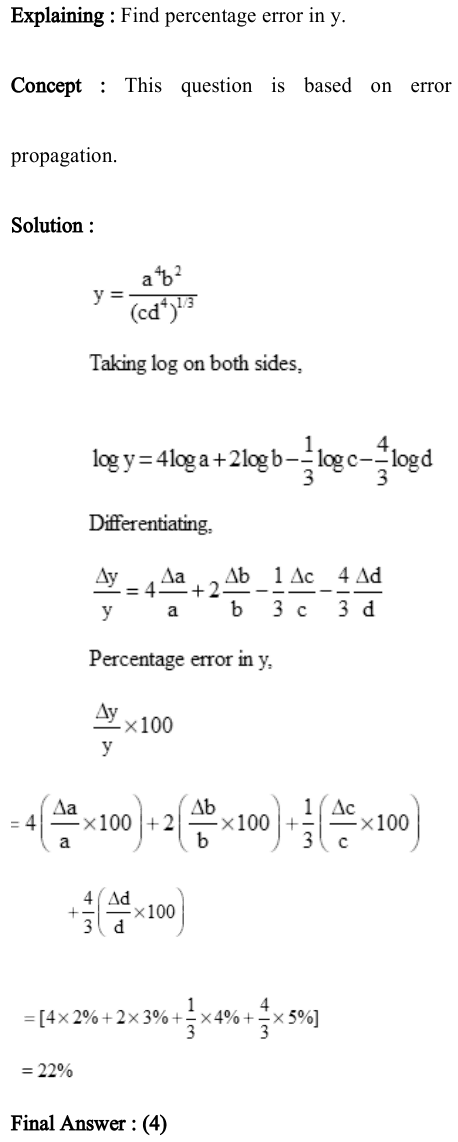 Explaining : Find percentage error in y.
Concept : This question is based on error
propagation.
Solution :
y = a⁴b² / (cd⁴)^1/3
Taking log on both sides,
log y = 4log a + 2log b − 1/3 log c − 4/3 log d
Differentiating,
Δy/y = 4 Δa/a + 2 Δb/b − 1/3 Δc/c − 4/3 Δd/d
Percentage error in y,
Δy/y × 100
= 4(Δa/a × 100) + 2(Δb/b × 100) + 1/3(Δc/c × 100)
+ 4/3(Δd/d × 100)
= [4 × 2% + 2 × 3% + 1/3 × 4% + 4/3 × 5%]
= 22%
Final Answer : (4)